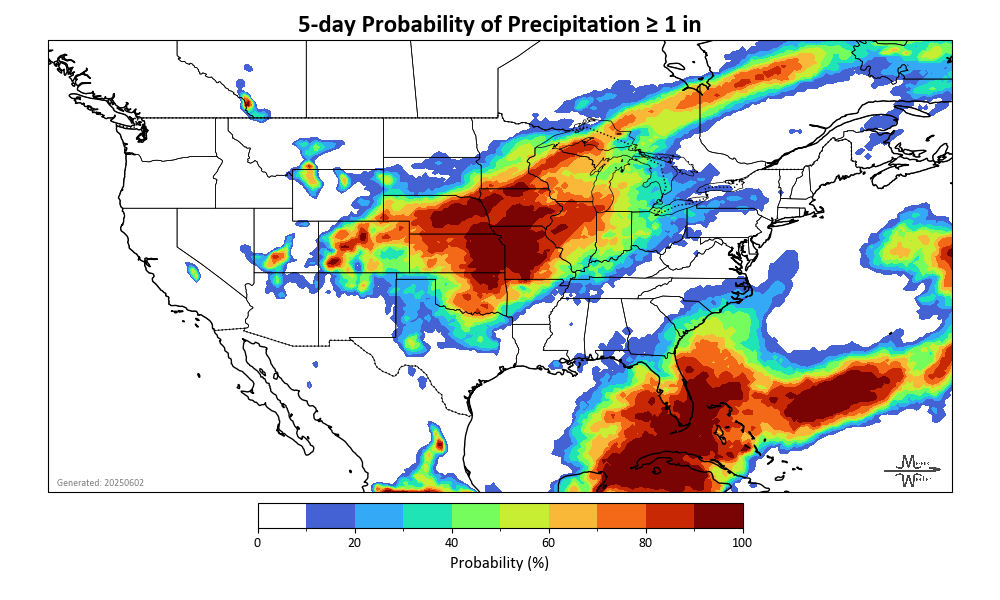 5-day Probability of Precipitation ≥ 1 in
Generated: 20250602
0 20 40 60 80 100
Probability (%)